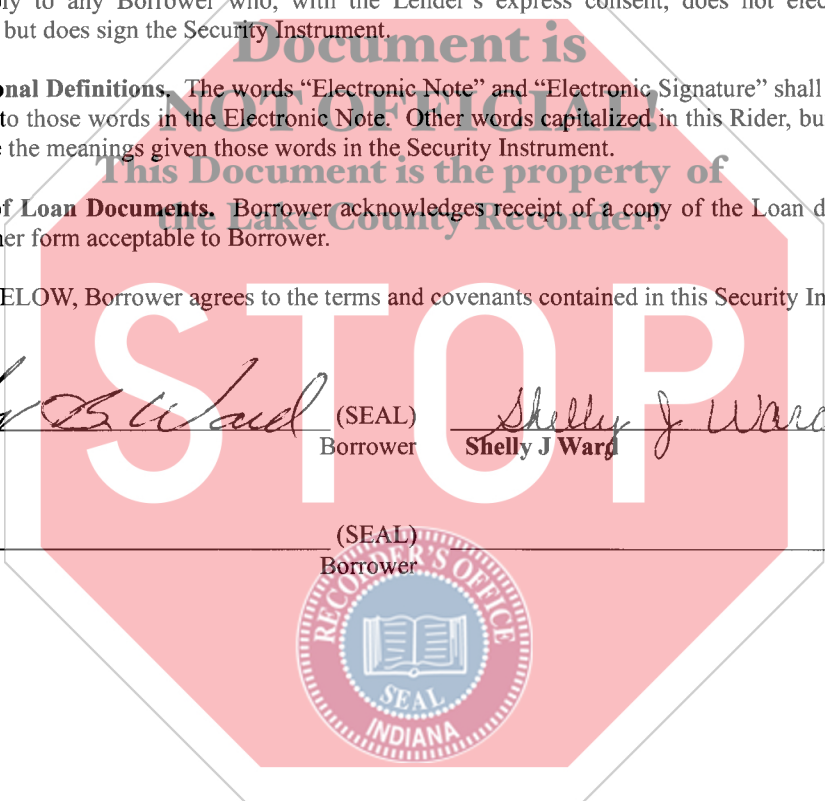 ply to any Borrower who, with the Lender's express consent, does not elec
but does sign the Security Instrument.
Document is
onal Definitions. The words “Electronic Note” and “Electronic Signature” shall
NOT OFFICIAL!
to those words in the Electronic Note. Other words capitalized in this Rider, bu
e the meanings given those words in the Security Instrument.
This Document is the property of
of Loan Documents. Borrower acknowledges receipt of a copy of the Loan d
the Lake County Recorder!
her form acceptable to Borrower.
ELOW, Borrower agrees to the terms and covenants contained in this Security In
STOP
B. Ward (SEAL) Shelly J Ward
Borrower Shelly J Ward
(SEAL)
Borrower
RECORDER'S OFFICE
SEAL
INDIANA